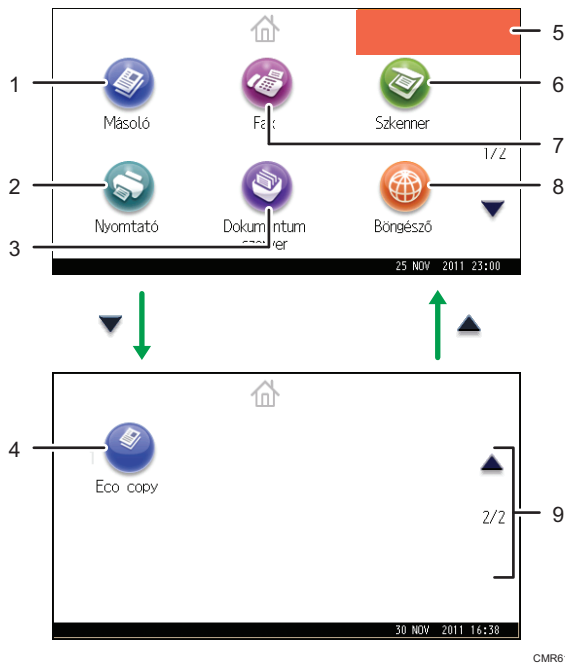 5
1
6
Másoló
Fax
Szkenner
1/2
7
2
8
Nyomtató
Dokumentum
szerver
Böngésző
3
25 NOV 2011 23:00
4
Eco copy
2/2
9
30 NOV 2011 16:38